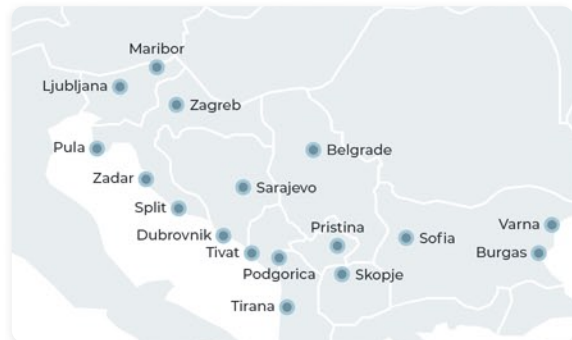 Maribor
Ljubljana
Zagreb
Pula
Belgrade
Zadar
Sarajevo
Split
Dubrovnik
Pristina
Sofia
Varna
Tivat
Burgas
Podgorica
Skopje
Tirana